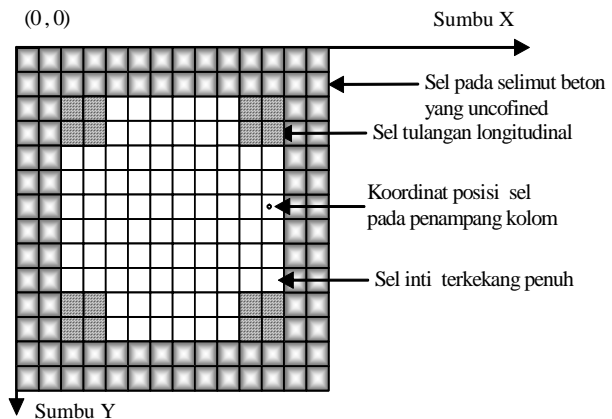 (0,0)
Sumbu X
Sel pada selimut beton
yang uncofined
Sel tulangan longitudinal
Koordinat posisi sel
pada penampang kolom
Sel inti terkekang penuh
Sumbu Y